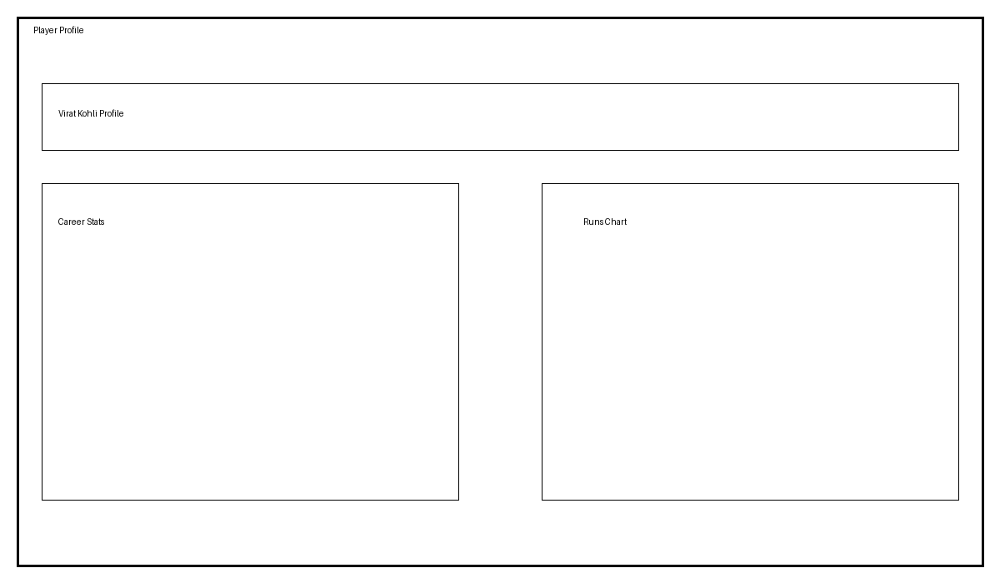 Player Profile
Virat Kohli Profile
Career Stats
Runs Chart